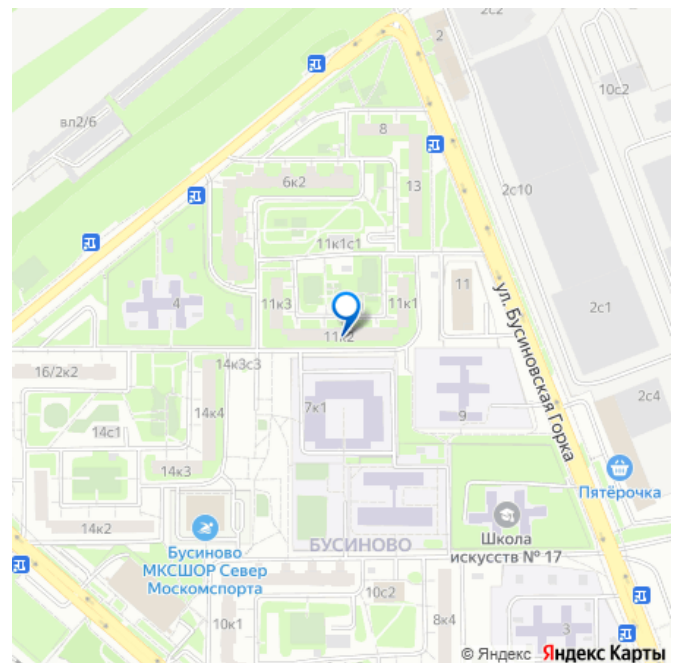 2с2
2
10с2
вл2/6
8
6к2
13
2с10
11к1с1
11
11к3
11к1
4
2с1
11к2
ул. Бусиновская Горка
14к3с3
16/2к2
2с4
7к1
14к4
9
14с1
14к3
Пятёрочка
14к2
Школа
искусств № 17
БУСИНОВО
Бусиново
МКСШОР Север
Москомспорта
10с2
8к4
10к1
3
© Яндекс Яндекс Карты